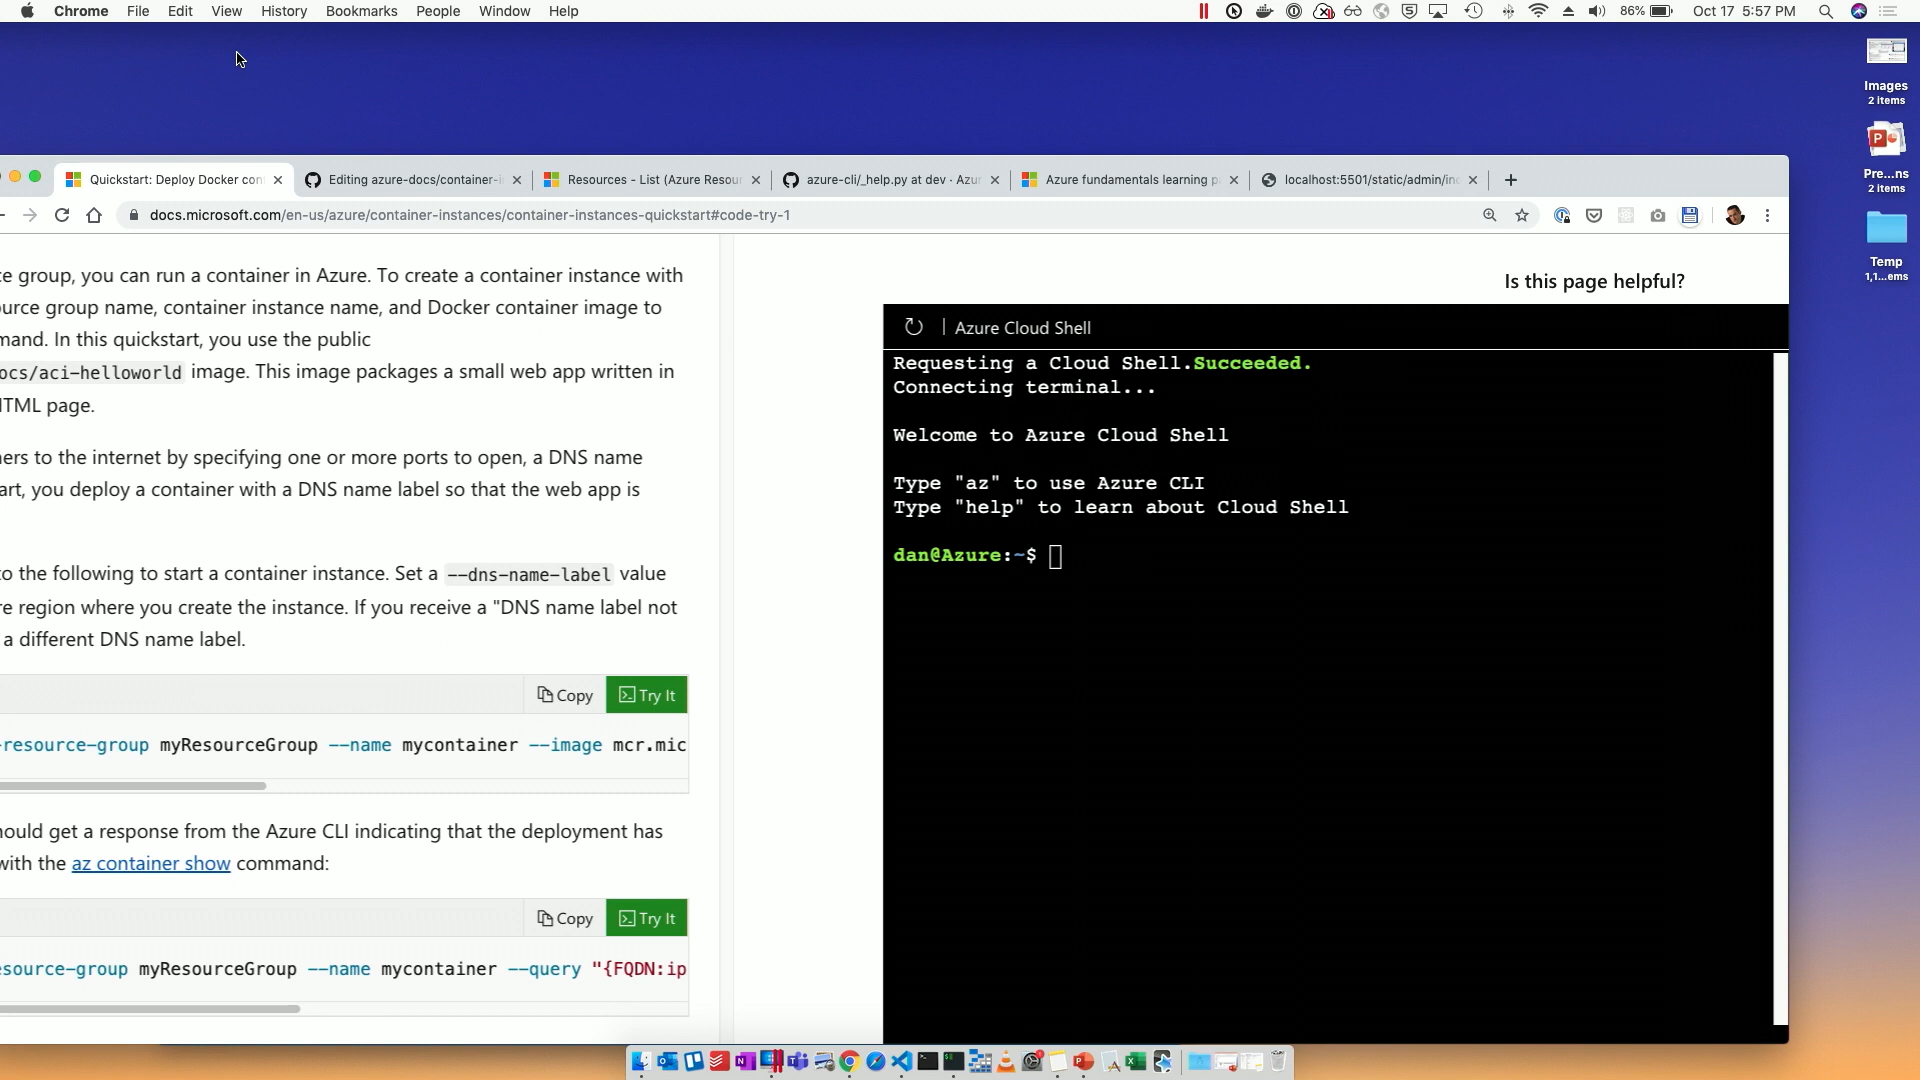 Chrome File Edit View History Bookmarks People Window Help
86% Oct 17 5:57 PM
Images
2 items
Pre...ns
2 items
Temp
1,1...ems
Quickstart: Deploy Docker con
Editing azure-docs/container-i
Resources - List (Azure Resour
azure-cli/_help.py at dev · Azur
Azure fundamentals learning p
localhost:5501/static/admin/inc
docs.microsoft.com/en-us/azure/container-instances/container-instances-quickstart#code-try-1
ce group, you can run a container in Azure. To create a container instance with
ource group name, container instance name, and Docker container image to
mand. In this quickstart, you use the public
ocs/aci-helloworld image. This image packages a small web app written in
HTML page.
ners to the internet by specifying one or more ports to open, a DNS name
art, you deploy a container with a DNS name label so that the web app is
to the following to start a container instance. Set a --dns-name-label value
re region where you create the instance. If you receive a "DNS name label not
a different DNS name label.
Copy Try It
-resource-group myResourceGroup --name mycontainer --image mcr.mic
hould get a response from the Azure CLI indicating that the deployment has
with the az container show command:
Copy Try It
esource-group myResourceGroup --name mycontainer --query "{FQDN:ip
Is this page helpful?
Azure Cloud Shell
Requesting a Cloud Shell.Succeeded.
Connecting terminal...
Welcome to Azure Cloud Shell
Type "az" to use Azure CLI
Type "help" to learn about Cloud Shell
dan@Azure:~$